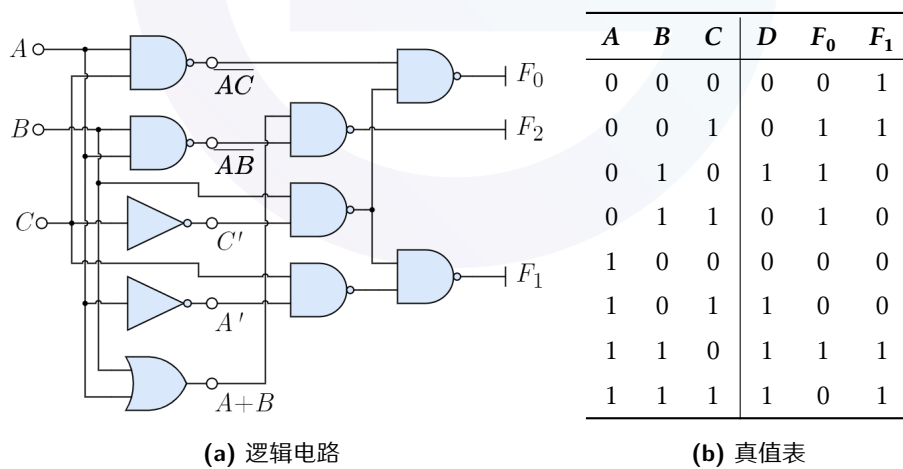 A
B
C
AC
AB
C'
A'
A+B
F₀
F₂
F₁
(a) 逻辑电路
A B C D F₀ F₁
0 0 0 0 0 1
0 0 1 0 1 1
0 1 0 1 1 0
0 1 1 0 1 0
1 0 0 0 0 0
1 0 1 1 0 0
1 1 0 1 1 1
1 1 1 1 0 1
(b) 真值表